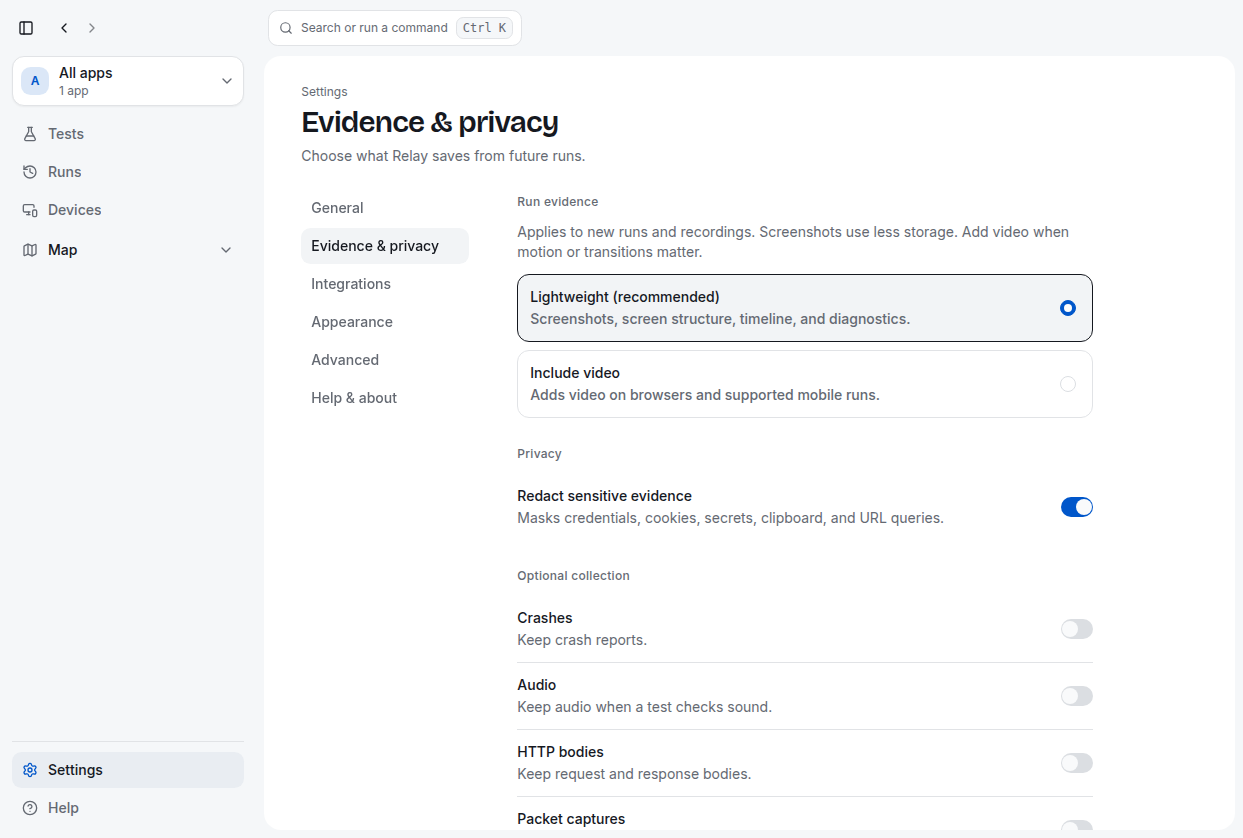 Search or run a command Ctrl K
A
All apps
1 app
Tests
Runs
Devices
Map
Settings
Help
Settings
Evidence & privacy
Choose what Relay saves from future runs.
General
Evidence & privacy
Integrations
Appearance
Advanced
Help & about
Run evidence
Applies to new runs and recordings. Screenshots use less storage. Add video when
motion or transitions matter.
Lightweight (recommended)
Screenshots, screen structure, timeline, and diagnostics.
Include video
Adds video on browsers and supported mobile runs.
Privacy
Redact sensitive evidence
Masks credentials, cookies, secrets, clipboard, and URL queries.
Optional collection
Crashes
Keep crash reports.
Audio
Keep audio when a test checks sound.
HTTP bodies
Keep request and response bodies.
Packet captures